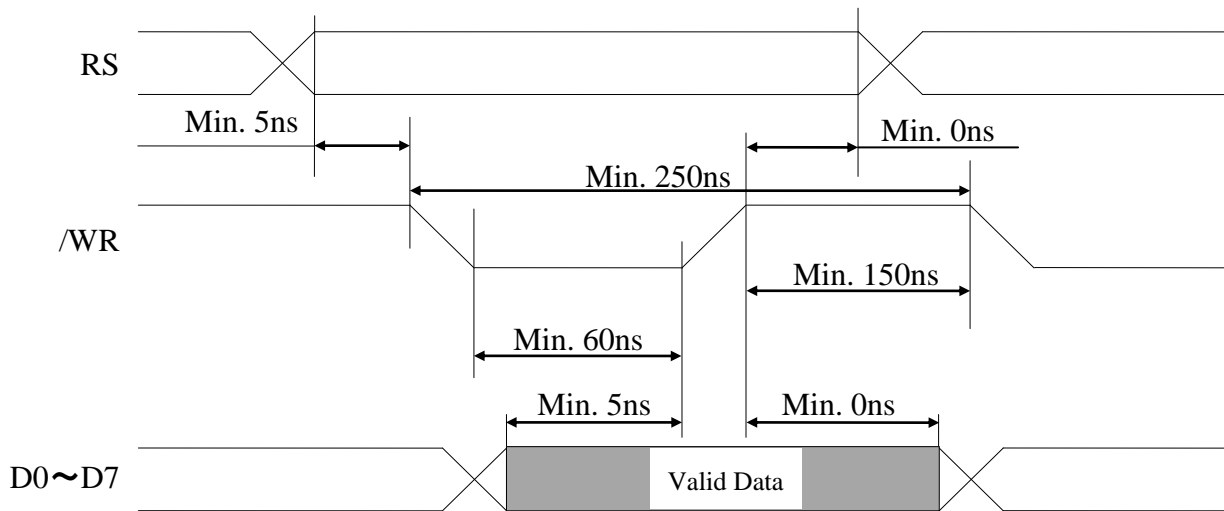 RS
Min. 5ns
Min. 0ns
Min. 250ns
/WR
Min. 150ns
Min. 60ns
Min. 5ns
Min. 0ns
D0～D7
Valid Data